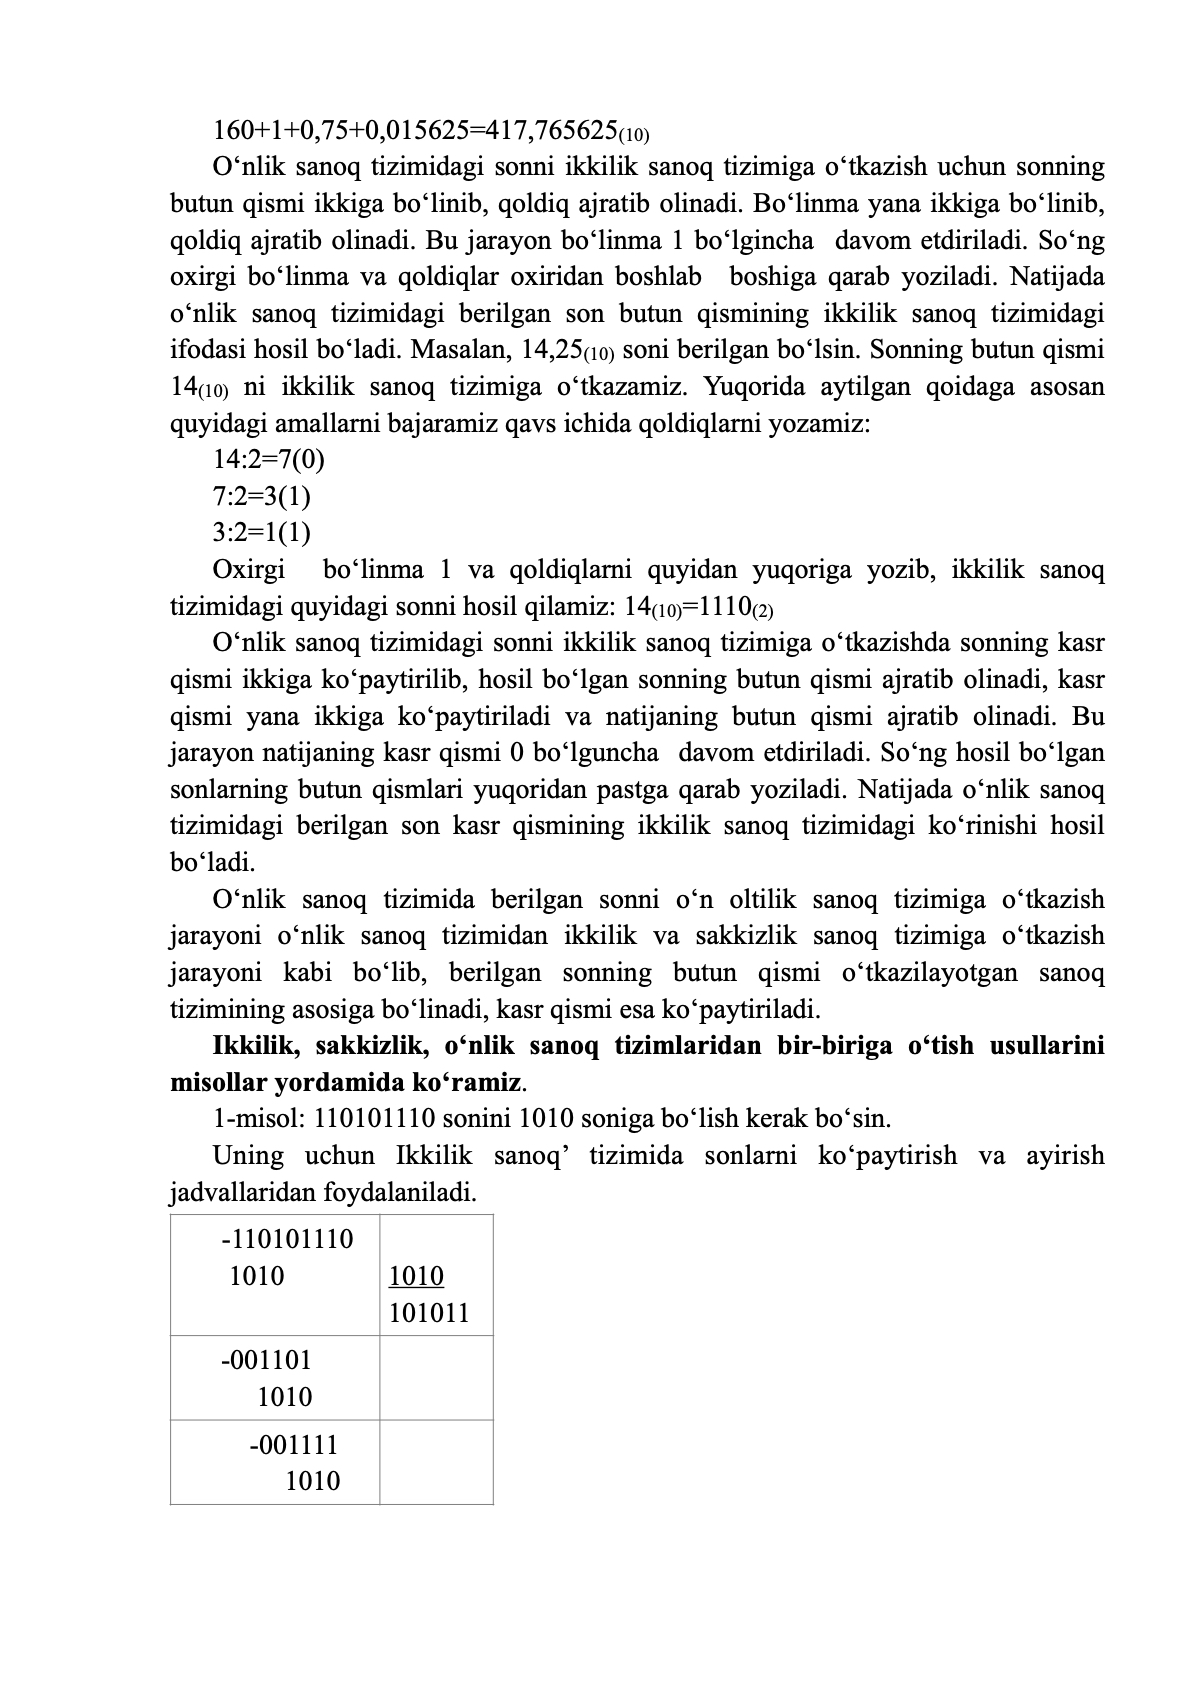 160+1+0,75+0,015625=417,765625(10)
O‘nlik sanoq tizimidagi sonni ikkilik sanoq tizimiga o‘tkazish uchun sonning
butun qismi ikkiga bo‘linib, qoldiq ajratib olinadi. Bo‘linma yana ikkiga bo‘linib,
qoldiq ajratib olinadi. Bu jarayon bo‘linma 1 bo‘lgincha davom etdiriladi. So‘ng
oxirgi bo‘linma va qoldiqlar oxiridan boshlab boshiga qarab yoziladi. Natijada
o‘nlik sanoq tizimidagi berilgan son butun qismining ikkilik sanoq tizimidagi
ifodasi hosil bo‘ladi. Masalan, 14,25(10) soni berilgan bo‘lsin. Sonning butun qismi
14(10) ni ikkilik sanoq tizimiga o‘tkazamiz. Yuqorida aytilgan qoidaga asosan
quyidagi amallarni bajaramiz qavs ichida qoldiqlarni yozamiz:
14:2=7(0)
7:2=3(1)
3:2=1(1)
Oxirgi bo‘linma 1 va qoldiqlarni quyidan yuqoriga yozib, ikkilik sanoq
tizimidagi quyidagi sonni hosil qilamiz: 14(10)=1110(2)
O‘nlik sanoq tizimidagi sonni ikkilik sanoq tizimiga o‘tkazishda sonning kasr
qismi ikkiga ko‘paytirilib, hosil bo‘lgan sonning butun qismi ajratib olinadi, kasr
qismi yana ikkiga ko‘paytiriladi va natijaning butun qismi ajratib olinadi. Bu
jarayon natijaning kasr qismi 0 bo‘lguncha davom etdiriladi. So‘ng hosil bo‘lgan
sonlarning butun qismlari yuqoridan pastga qarab yoziladi. Natijada o‘nlik sanoq
tizimidagi berilgan son kasr qismining ikkilik sanoq tizimidagi ko‘rinishi hosil
bo‘ladi.
O‘nlik sanoq tizimida berilgan sonni o‘n oltilik sanoq tizimiga o‘tkazish
jarayoni o‘nlik sanoq tizimidan ikkilik va sakkizlik sanoq tizimiga o‘tkazish
jarayoni kabi bo‘lib, berilgan sonning butun qismi o‘tkazilayotgan sanoq
tizimining asosiga bo‘linadi, kasr qismi esa ko‘paytiriladi.
Ikkilik, sakkizlik, o‘nlik sanoq tizimlaridan bir-biriga o‘tish usullarini
misollar yordamida ko‘ramiz.
1-misol: 110101110 sonini 1010 soniga bo‘lish kerak bo‘sin.
Uning uchun Ikkilik sanoq’ tizimida sonlarni ko‘paytirish va ayirish
jadvallaridan foydalaniladi.
-110101110
1010 1010
101011
-001101
1010
-001111
1010